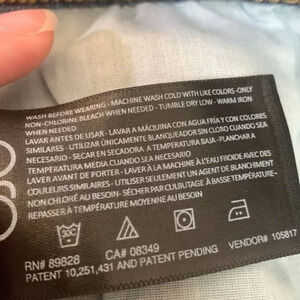 WASH BEFORE WEARING - MACHINE WASH COLD WITH LIKE COLORS-ONLY
NON-CHLORINE BLEACH WHEN NEEDED - TUMBLE DRY LOW - WARM IRON
WHEN NEEDED
LAVAR ANTES DE USAR - LAVAR A MÁQUINA CON AGUA FRÍA Y CON COLORES
SIMILARES - UTILIZAR ÚNICAMENTE BLANQUEADOR SIN CLORO CUANDO SEA
NECESARIO - SECAR EN SECADORA A TEMPERATURA BAJA - PLANCHAR A
TEMPERATURA MEDIA CUANDO SEA NECESARIO
LAVER AVANT DE PORTER - LAVER À LA MACHINE À L'EAU FROIDE AVEC DES
COULEURS SIMILAIRES - UTILISER SEULEMENT UN AGENT DE BLANCHIMENT
NON CHLORÉ AU BESOIN - SÉCHER PAR CULBUTAGE À BASSE TEMPÉRATURE-
REPASSER À TEMPÉRATURE MOYENNE AU BESOIN
30
RN# 89828 CA# 08349 VENDOR# 105817
PATENT 10,251,431 AND PATENT PENDING